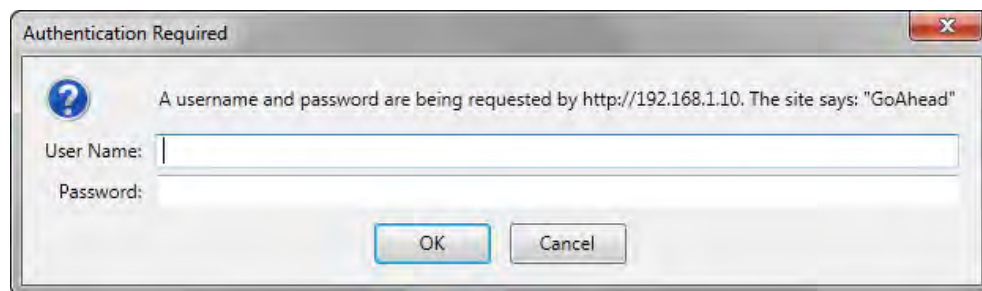 Authentication Required
A username and password are being requested by http://192.168.1.10. The site says: "GoAhead"
User Name:
Password:
OK Cancel